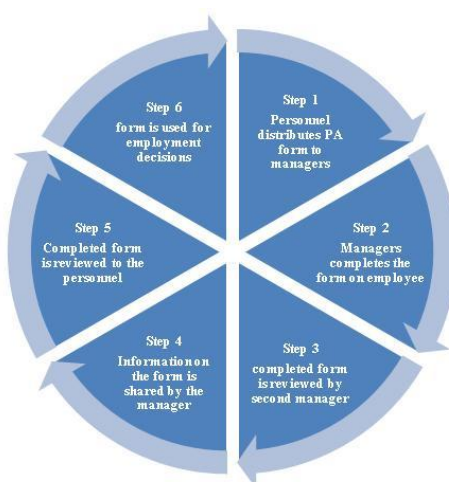 Step 1
Personnel
distributes PA
form to
managers
Step 2
Managers
completes the
form on employee
Step 3
completed form
is reviewed by
second manager
Step 4
Information on
the form is
shared by the
manager
Step 5
Completed form
is reviewed to the
personnel
Step 6
form is used for
employment
decisions